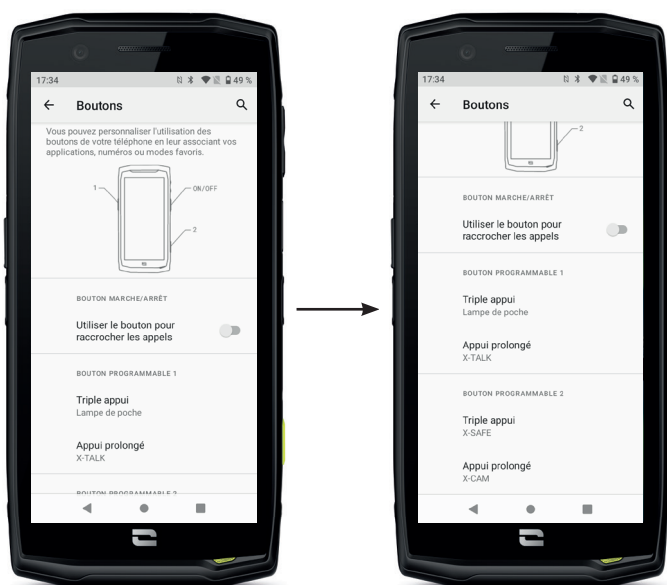 17:34
49 %
Boutons
Vous pouvez personnaliser l'utilisation des
boutons de votre téléphone en leur associant vos
applications, numéros ou modes favoris.
1
ON/OFF
2
BOUTON MARCHE/ARRÊT
Utiliser le bouton pour
raccrocher les appels
BOUTON PROGRAMMABLE 1
Triple appui
Lampe de poche
Appui prolongé
X-TALK
BOUTON PROGRAMMABLE 2
17:34
49 %
Boutons
2
BOUTON MARCHE/ARRÊT
Utiliser le bouton pour
raccrocher les appels
BOUTON PROGRAMMABLE 1
Triple appui
Lampe de poche
Appui prolongé
X-TALK
BOUTON PROGRAMMABLE 2
Triple appui
X-SAFE
Appui prolongé
X-CAM